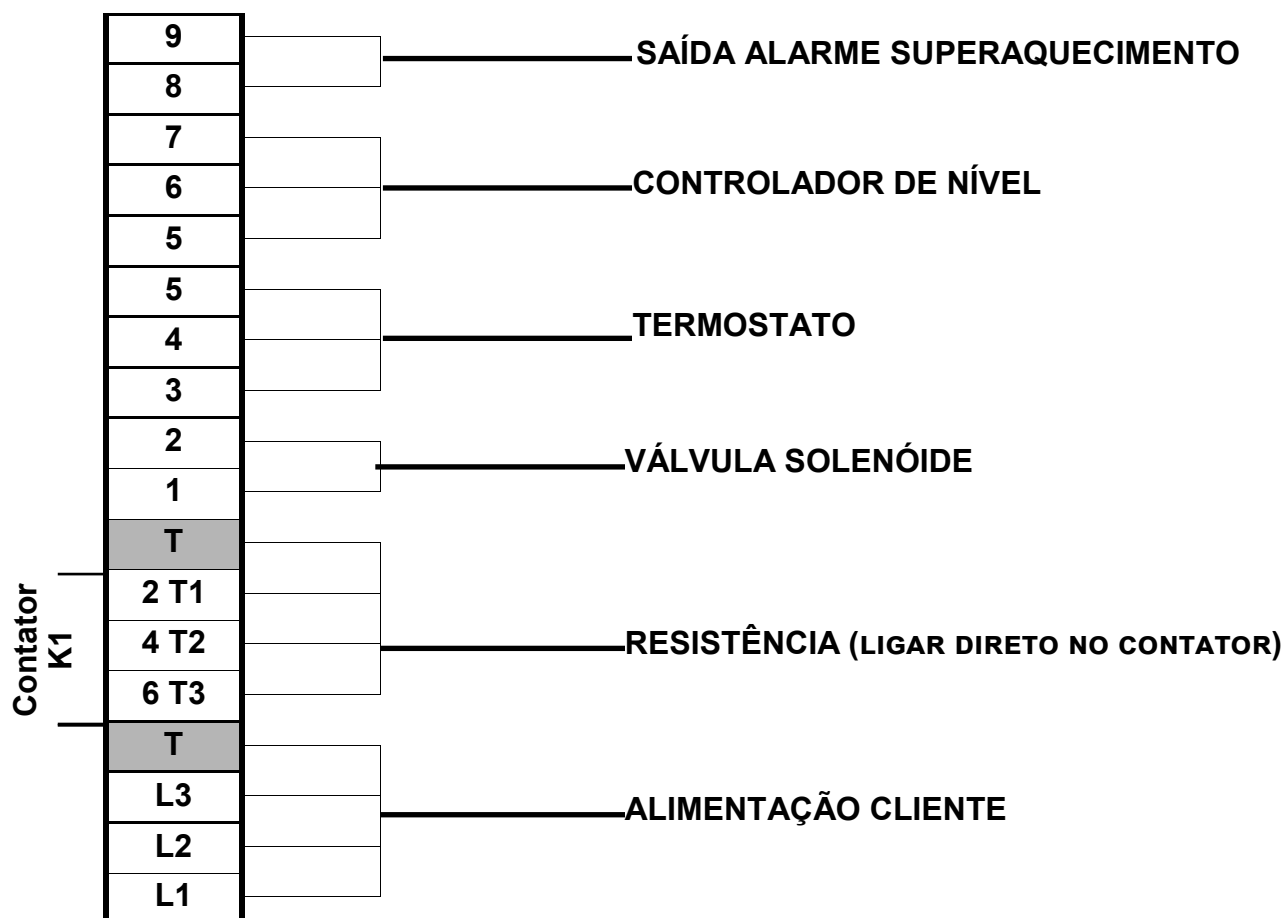 9
SAÍDA ALARME SUPERAQUECIMENTO
8
7
6
CONTROLADOR DE NÍVEL
5
5
TERMOSTATO
4
3
2
VÁLVULA SOLENÓIDE
1
T
Contator
K1
2 T1
4 T2
RESISTÊNCIA (LIGAR DIRETO NO CONTATOR)
6 T3
T
L3
ALIMENTAÇÃO CLIENTE
L2
L1